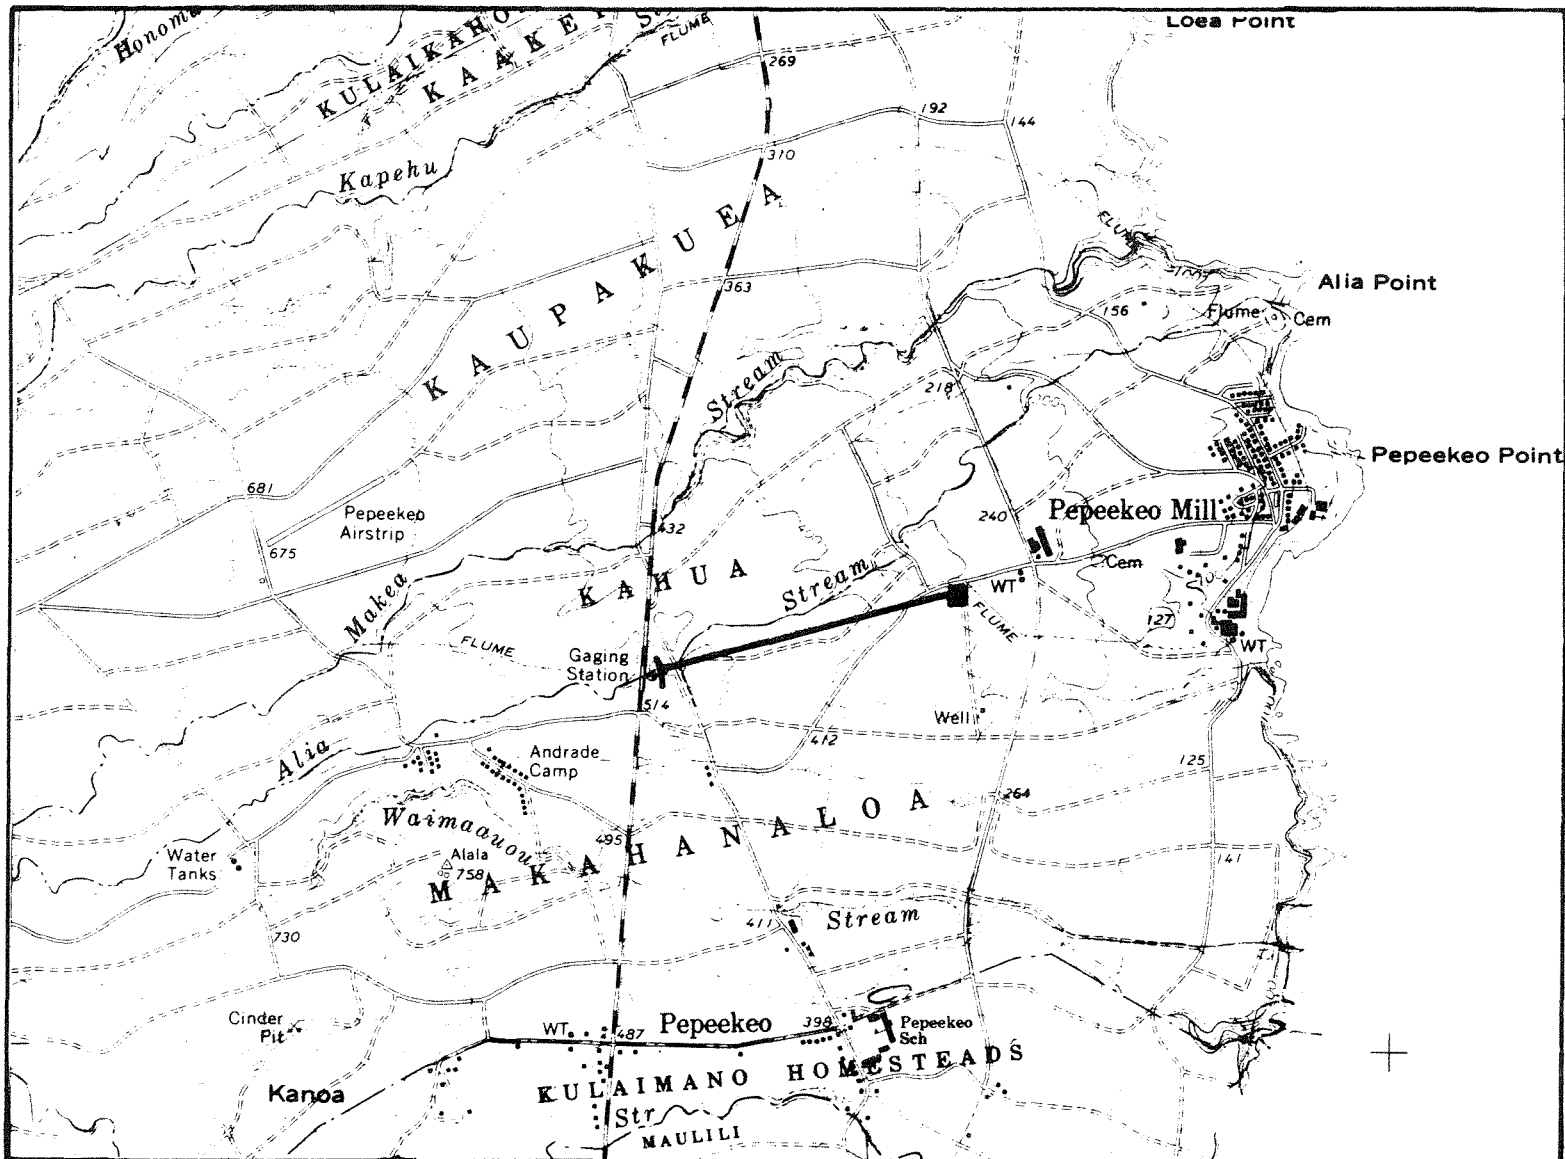 Loea Point
FLUME
KULAIKAHO
KAAKE
269
192
144
310
Kapehu
KAUPAKUEA
363
FLUME
100
Alia Point
156
Flume
Cem
Stream
218
Pepeekeo Point
681
Pepeekeo
Airstrip
432
240
Pepeekeo Mill
675
Makea
KAHUA
Stream
WT
Cem
FLUME
FLUME
127
WT
Gaging
Station
514
Well
412
Alia
Andrade
Camp
125
264
Waimaauou
495
MAKAHANALOA
Water
Tanks
Alala
758
141
411
Stream
730
Cinder
Pit
WT
487
Pepeekeo
398
Pepeekeo
Sch
KULAIMANO HOMESTEADS
Kanoa
Str
MAULILI